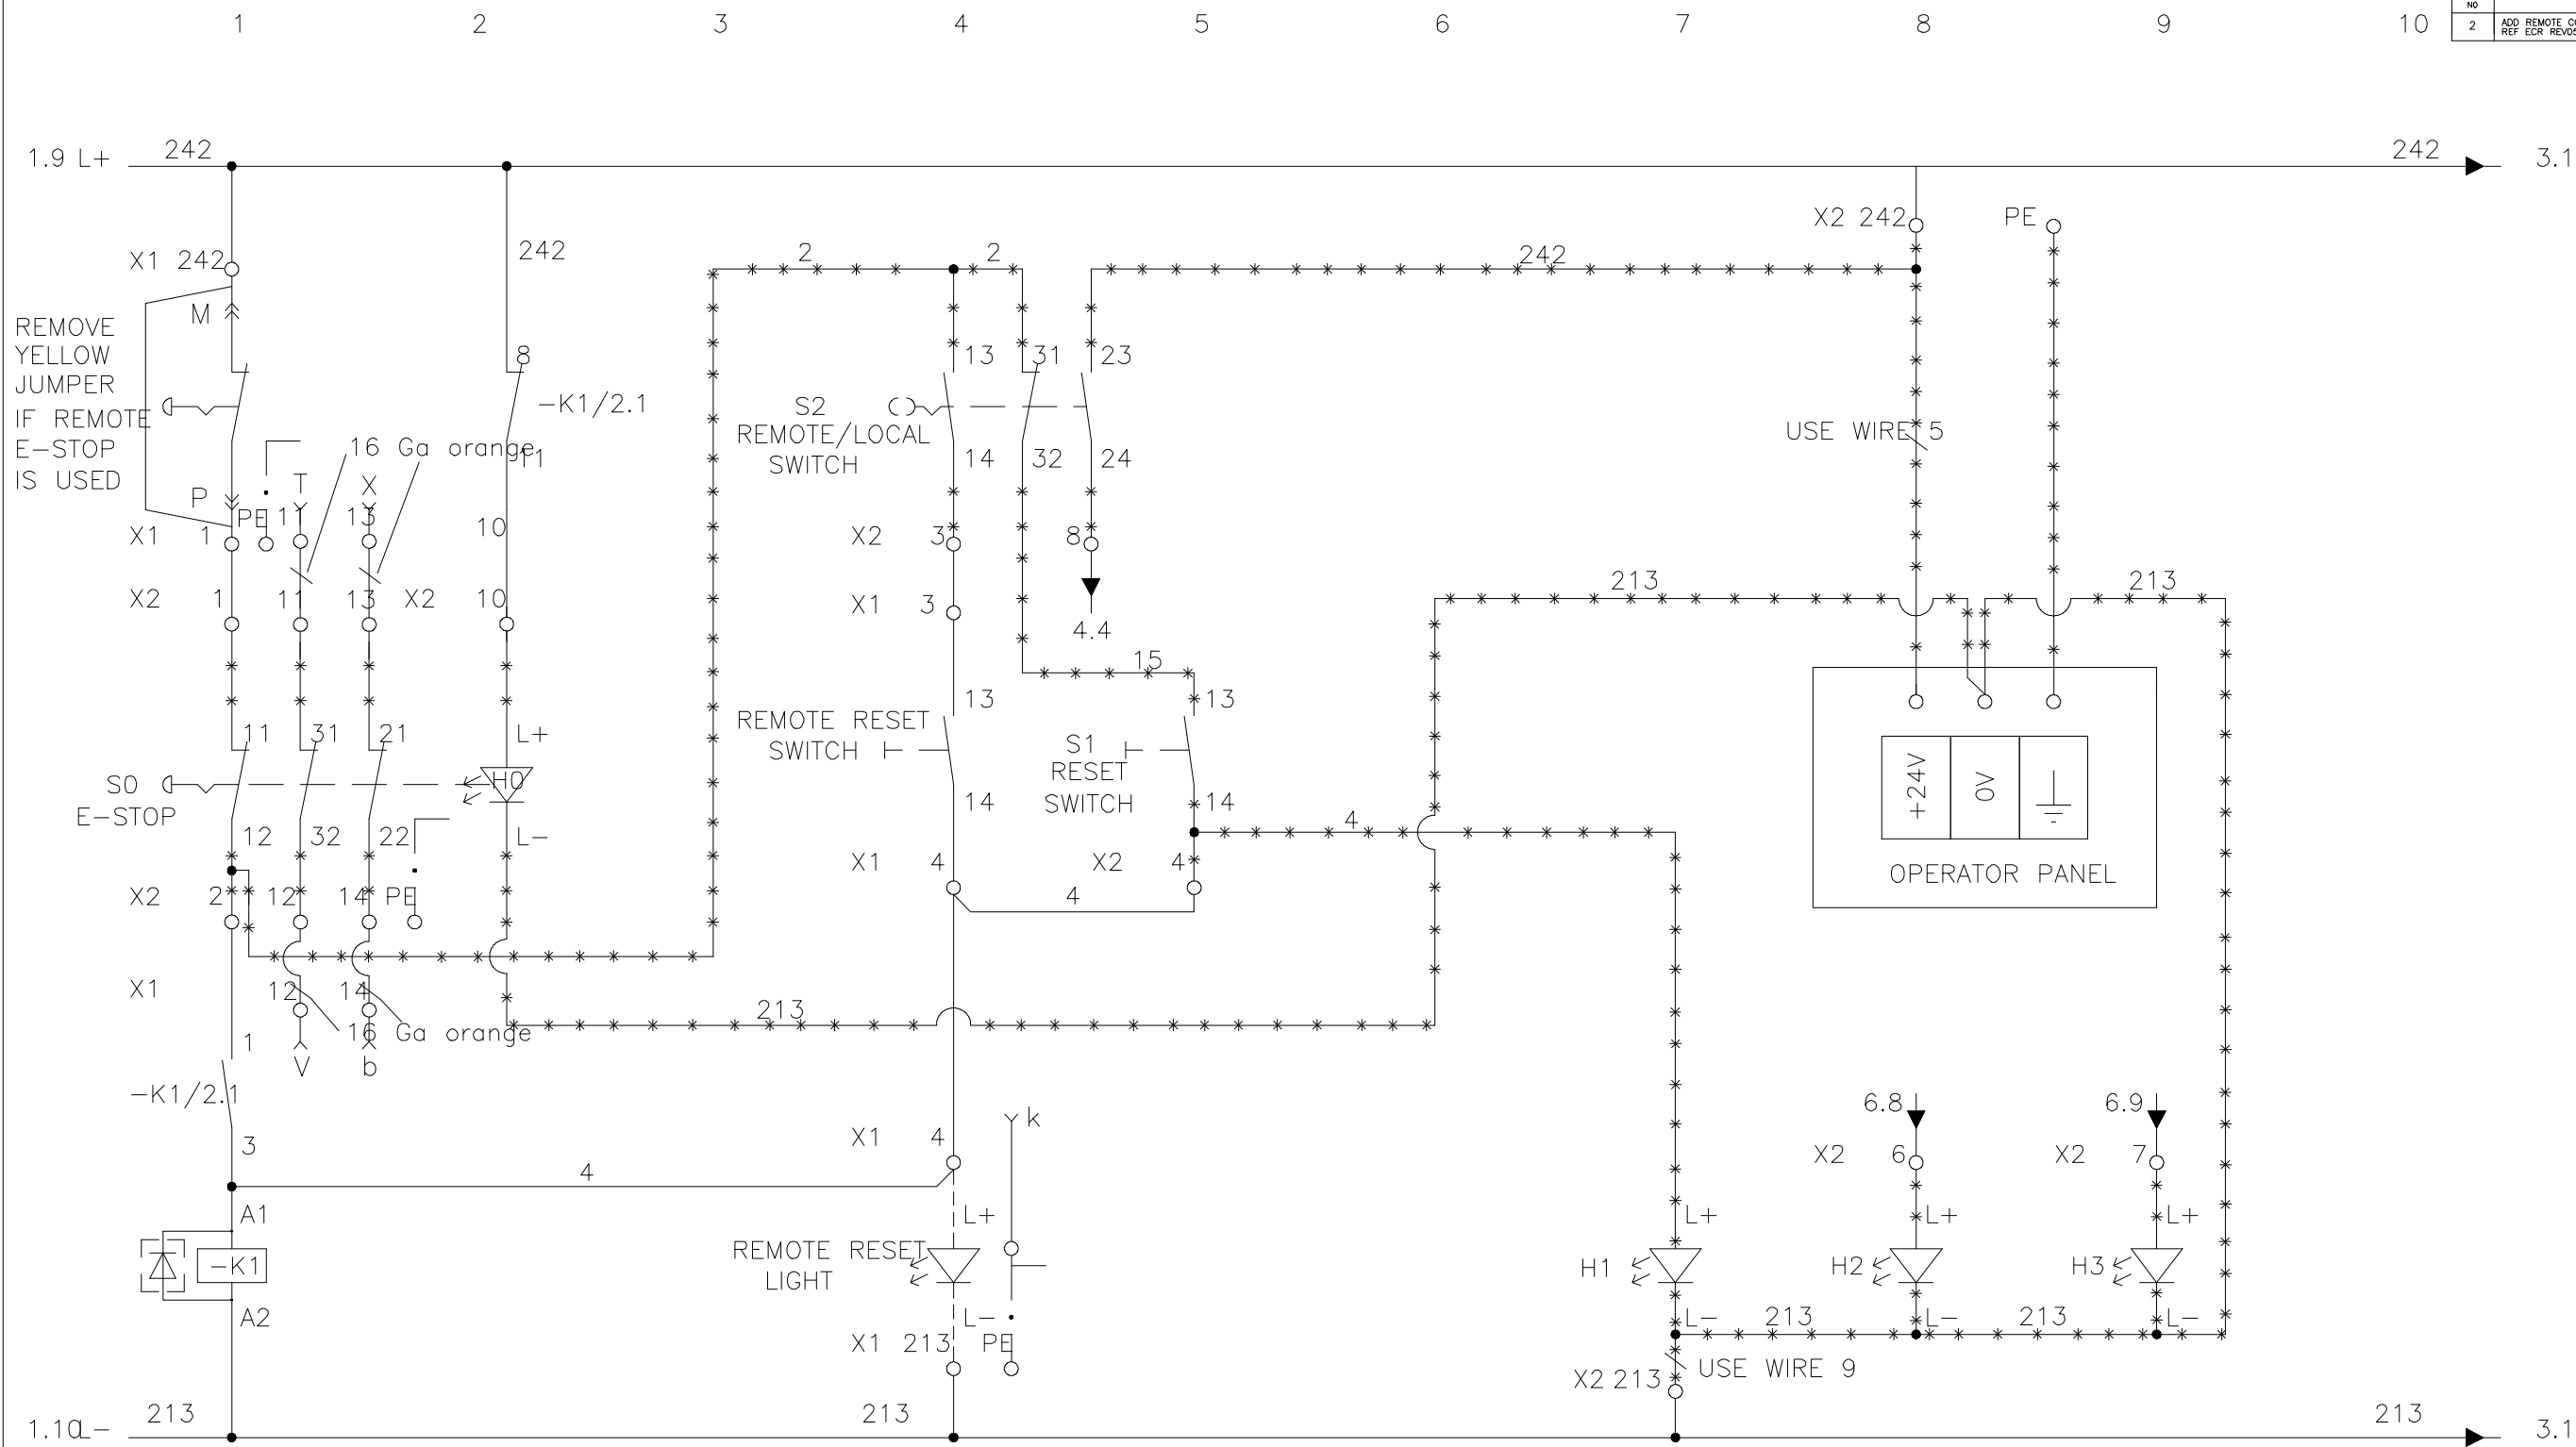 1 2 3 4 5 6 7 8 9 10
NO
2 ADD REMOTE CO
REF ECR REV05
1.9 L+ 242 242 3.1
X2 242 PE
X1 242 242 2 2 242
M
REMOVE
YELLOW
JUMPER
IF REMOTE
E-STOP
IS USED
8 13 31 23
-K1/2.1
S2
REMOTE/LOCAL
SWITCH
USE WIRE 5
16 Ga orange
11 14 32 24
P T X
PE 11 13
X1 1 10 X2 3 8
X2 1 11 13 X2 10 X1 3 213 213
4.4
15
13 13
REMOTE RESET
SWITCH
S1
RESET
SWITCH
11 31 21 L+
S0
E-STOP
H0
14 14
+24V 0V
OPERATOR PANEL
12 32 22 L-
4
X1 4 X2 4
X2 2 12 14 PE 4
X1 12 14
213
16 Ga orange
1
V b
-K1/2.1
3
k
6.8 6.9
X1 4
X2 6 X2 7
4
A1 L+ L+ L+ L+
REMOTE RESET
LIGHT
-K1
H1 H2 H3
A2 L- L- 213 L- 213 L-
X1 213 PE
USE WIRE 9
X2 213
1.10L- 213 213 213 3.1